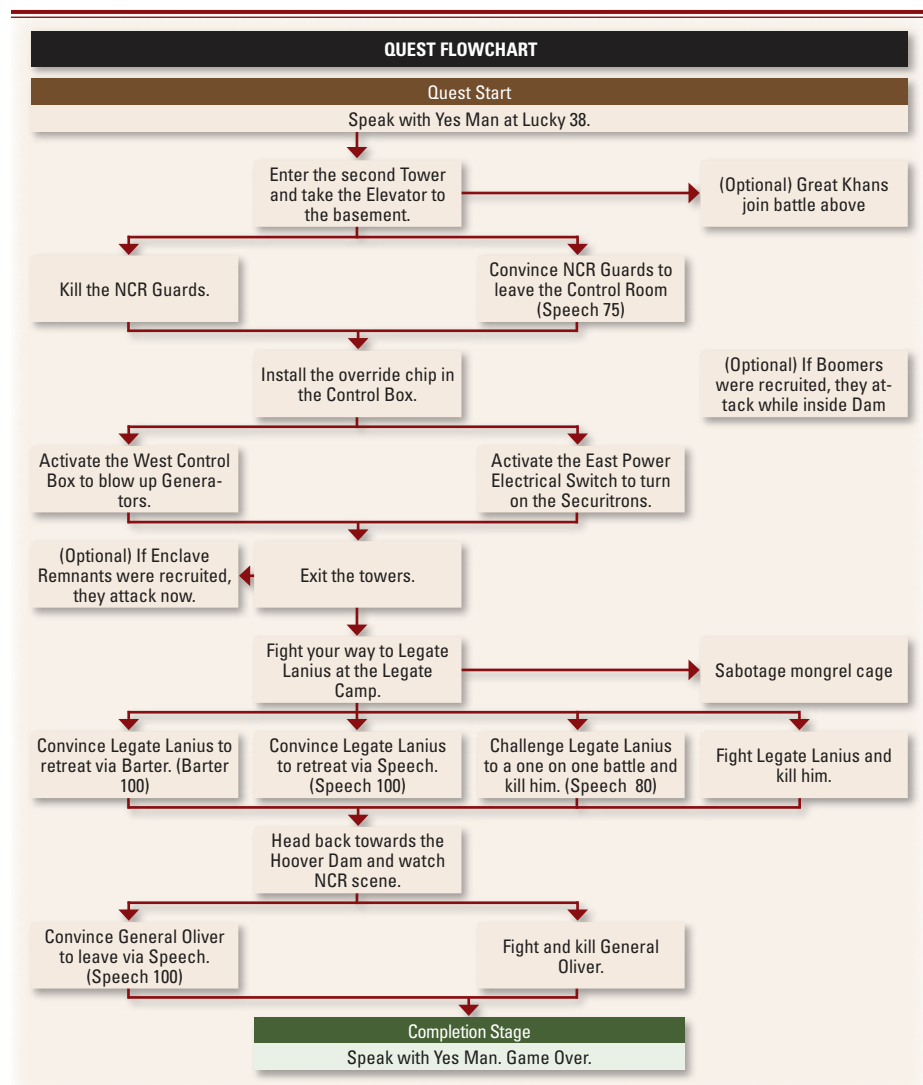 QUEST FLOWCHART
Quest Start
Speak with Yes Man at Lucky 38.
Enter the second Tower
and take the Elevator to
the basement.
(Optional) Great Khans
join battle above
Kill the NCR Guards.
Convince NCR Guards to
leave the Control Room
(Speech 75)
Install the override chip in
the Control Box.
(Optional) If Boomers
were recruited, they at-
tack while inside Dam
Activate the West Control
Box to blow up Genera-
tors.
Activate the East Power
Electrical Switch to turn
on the Securitrons.
(Optional) If Enclave
Remnants were recruited,
they attack now.
Exit the towers.
Fight your way to Legate
Lanius at the Legate
Camp.
Sabotage mongrel cage
Convince Legate Lanius to
retreat via Barter. (Barter
100)
Convince Legate Lanius
to retreat via Speech.
(Speech 100)
Challenge Legate Lanius
to a one on one battle and
kill him. (Speech 80)
Fight Legate Lanius and
kill him.
Head back towards the
Hoover Dam and watch
NCR scene.
Convince General Oliver
to leave via Speech.
(Speech 100)
Fight and kill General
Oliver.
Completion Stage
Speak with Yes Man. Game Over.